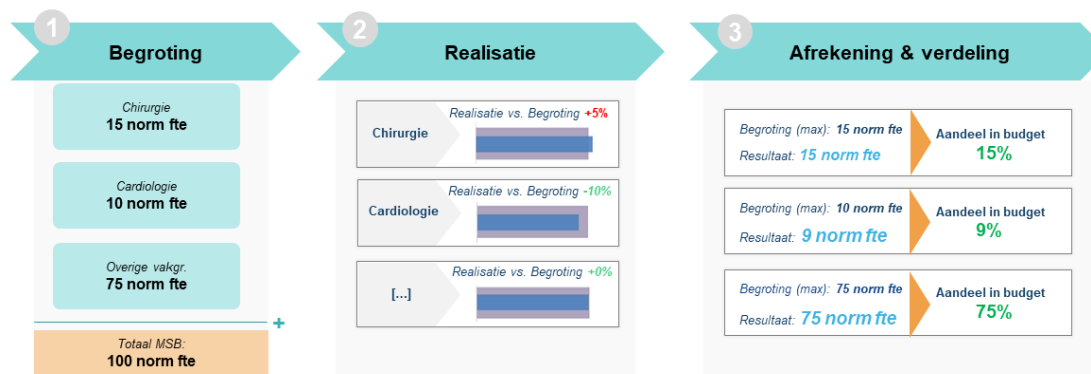 1
Begroting
Chirurgie
15 norm fte
Cardiologie
10 norm fte
Overige vakgr.
75 norm fte
+
Totaal MSB:
100 norm fte
2
Realisatie
Realisatie vs. Begroting +5%
Chirurgie
Realisatie vs. Begroting -10%
Cardiologie
Realisatie vs. Begroting +0%
[...]
3
Afrekening & verdeling
Begroting (max): 15 norm fte
Resultaat: 15 norm fte
Aandeel in budget
15%
Begroting (max): 10 norm fte
Resultaat: 9 norm fte
Aandeel in budget
9%
Begroting (max): 75 norm fte
Resultaat: 75 norm fte
Aandeel in budget
75%